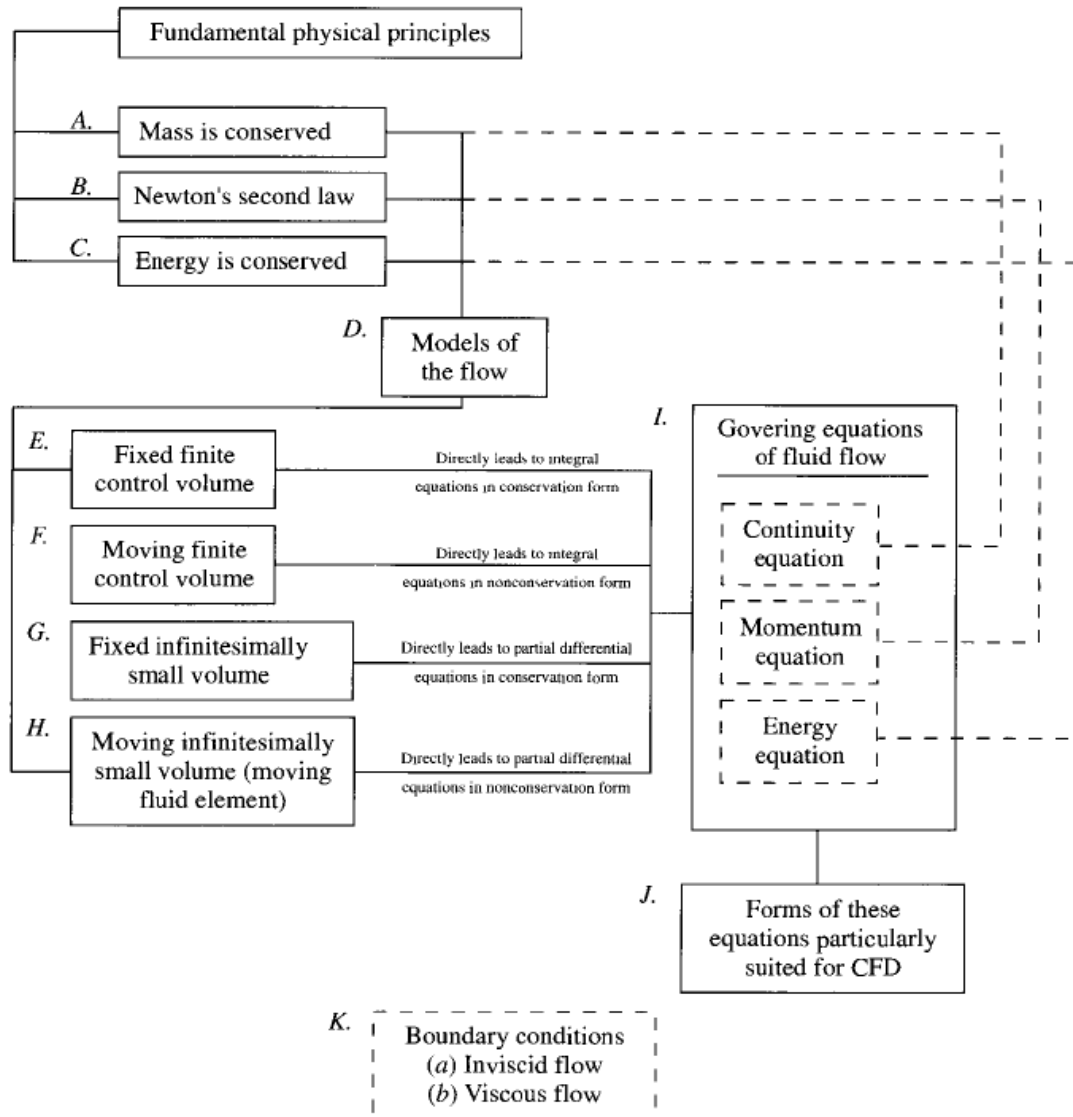 Fundamental physical principles
A.
Mass is conserved
B.
Newton's second law
C.
Energy is conserved
D.
Models of
the flow
E.
Fixed finite
control volume
Directly leads to integral
equations in conservation form
F.
Moving finite
control volume
Directly leads to integral
equations in nonconservation form
G.
Fixed infinitesimally
small volume
Directly leads to partial differential
equations in conservation form
H.
Moving infinitesimally
small volume (moving
fluid element)
Directly leads to partial differential
equations in nonconservation form
I.
Govering equations
of fluid flow
Continuity
equation
Momentum
equation
Energy
equation
J.
Forms of these
equations particularly
suited for CFD
K.
Boundary conditions
(a) Inviscid flow
(b) Viscous flow